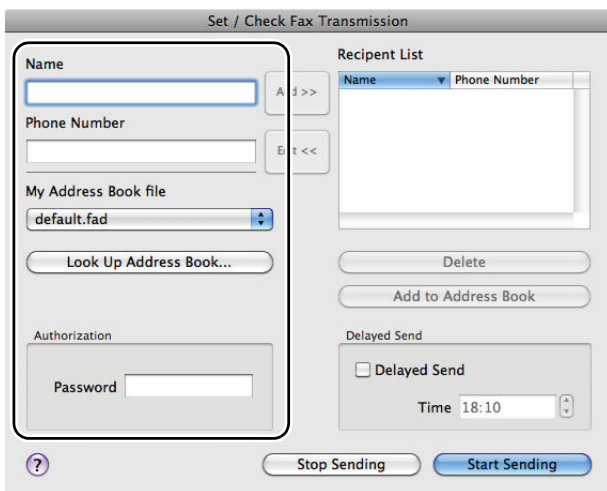 Set / Check Fax Transmission
Name
Phone Number
My Address Book file
default.fad
Look Up Address Book...
Authorization
Password
?
Add >>
Edit <<
Recipent List
Name Phone Number
Delete
Add to Address Book
Delayed Send
Delayed Send
Time 18:10
Stop Sending
Start Sending